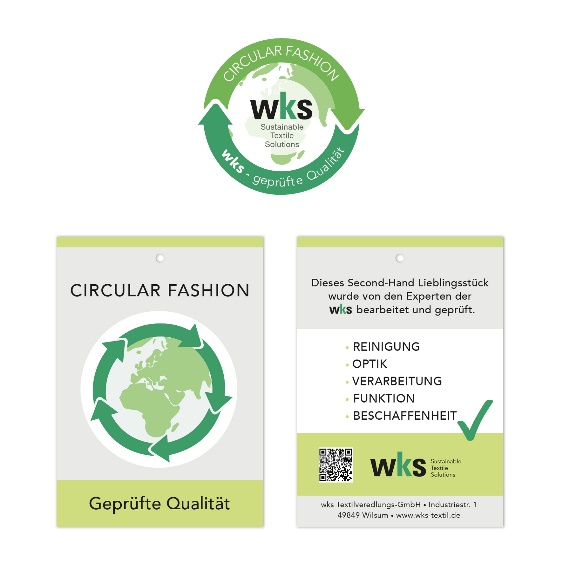 CIRCULAR FASHION
wks
Sustainable
Textile
Solutions
wks - geprüfte Qualität
CIRCULAR FASHION
Geprüfte Qualität
Dieses Second-Hand Lieblingsstück
wurde von den Experten der
wks bearbeitet und geprüft.
• REINIGUNG
• OPTIK
• VERARBEITUNG
• FUNKTION
• BESCHAFFENHEIT
wks
Sustainable
Textile
Solutions
wks Textilveredlungs-GmbH • Industriestr. 1
49849 Wilsum • www.wks-textil.de